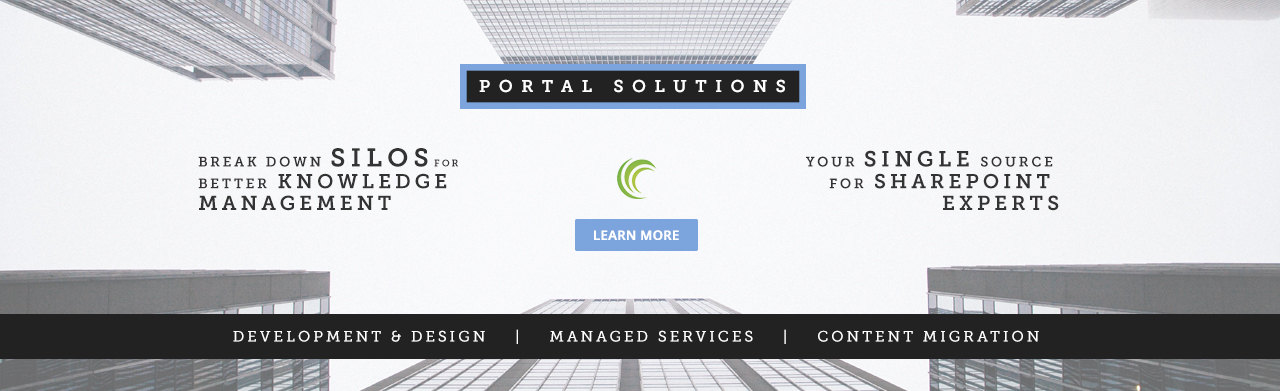 PORTAL SOLUTIONS
BREAK DOWN SILOS FOR
BETTER KNOWLEDGE
MANAGEMENT
YOUR SINGLE SOURCE
FOR SHAREPOINT
EXPERTS
LEARN MORE
DEVELOPMENT & DESIGN | MANAGED SERVICES | CONTENT MIGRATION